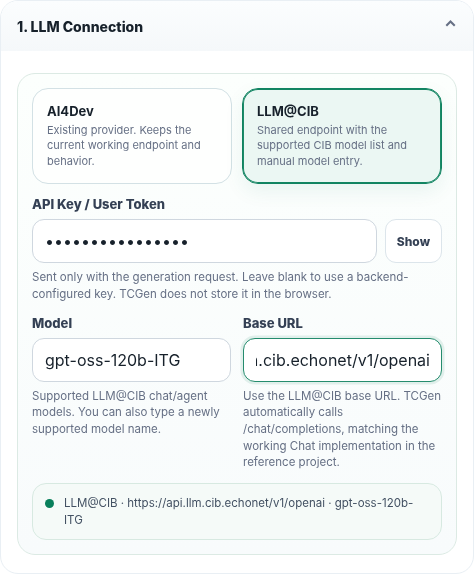 1. LLM Connection
AI4Dev
Existing provider. Keeps the
current working endpoint and
behavior.
LLM@CIB
Shared endpoint with the
supported CIB model list and
manual model entry.
API Key / User Token
••••••••••••••••
Show
Sent only with the generation request. Leave blank to use a backend-
configured key. TCGen does not store it in the browser.
Model
gpt-oss-120b-ITG
Supported LLM@CIB chat/agent
models. You can also type a newly
supported model name.
Base URL
.cib.echonet/v1/openai
Use the LLM@CIB base URL. TCGen
automatically calls
/chat/completions, matching the
working Chat implementation in the
reference project.
LLM@CIB · https://api.llm.cib.echonet/v1/openai · gpt-oss-120b-
ITG